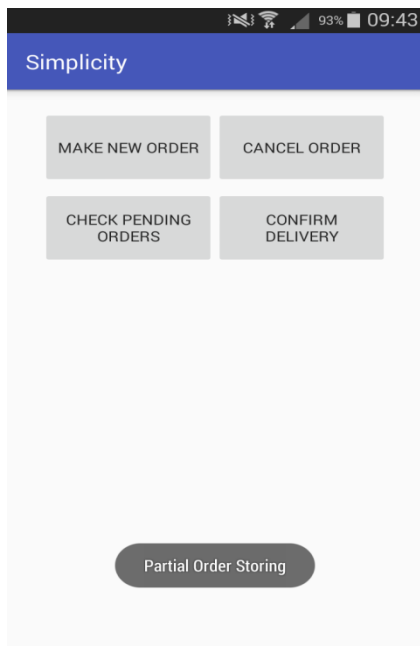 93% 09:43
Simplicity
MAKE NEW ORDER
CANCEL ORDER
CHECK PENDING
ORDERS
CONFIRM
DELIVERY
Partial Order Storing